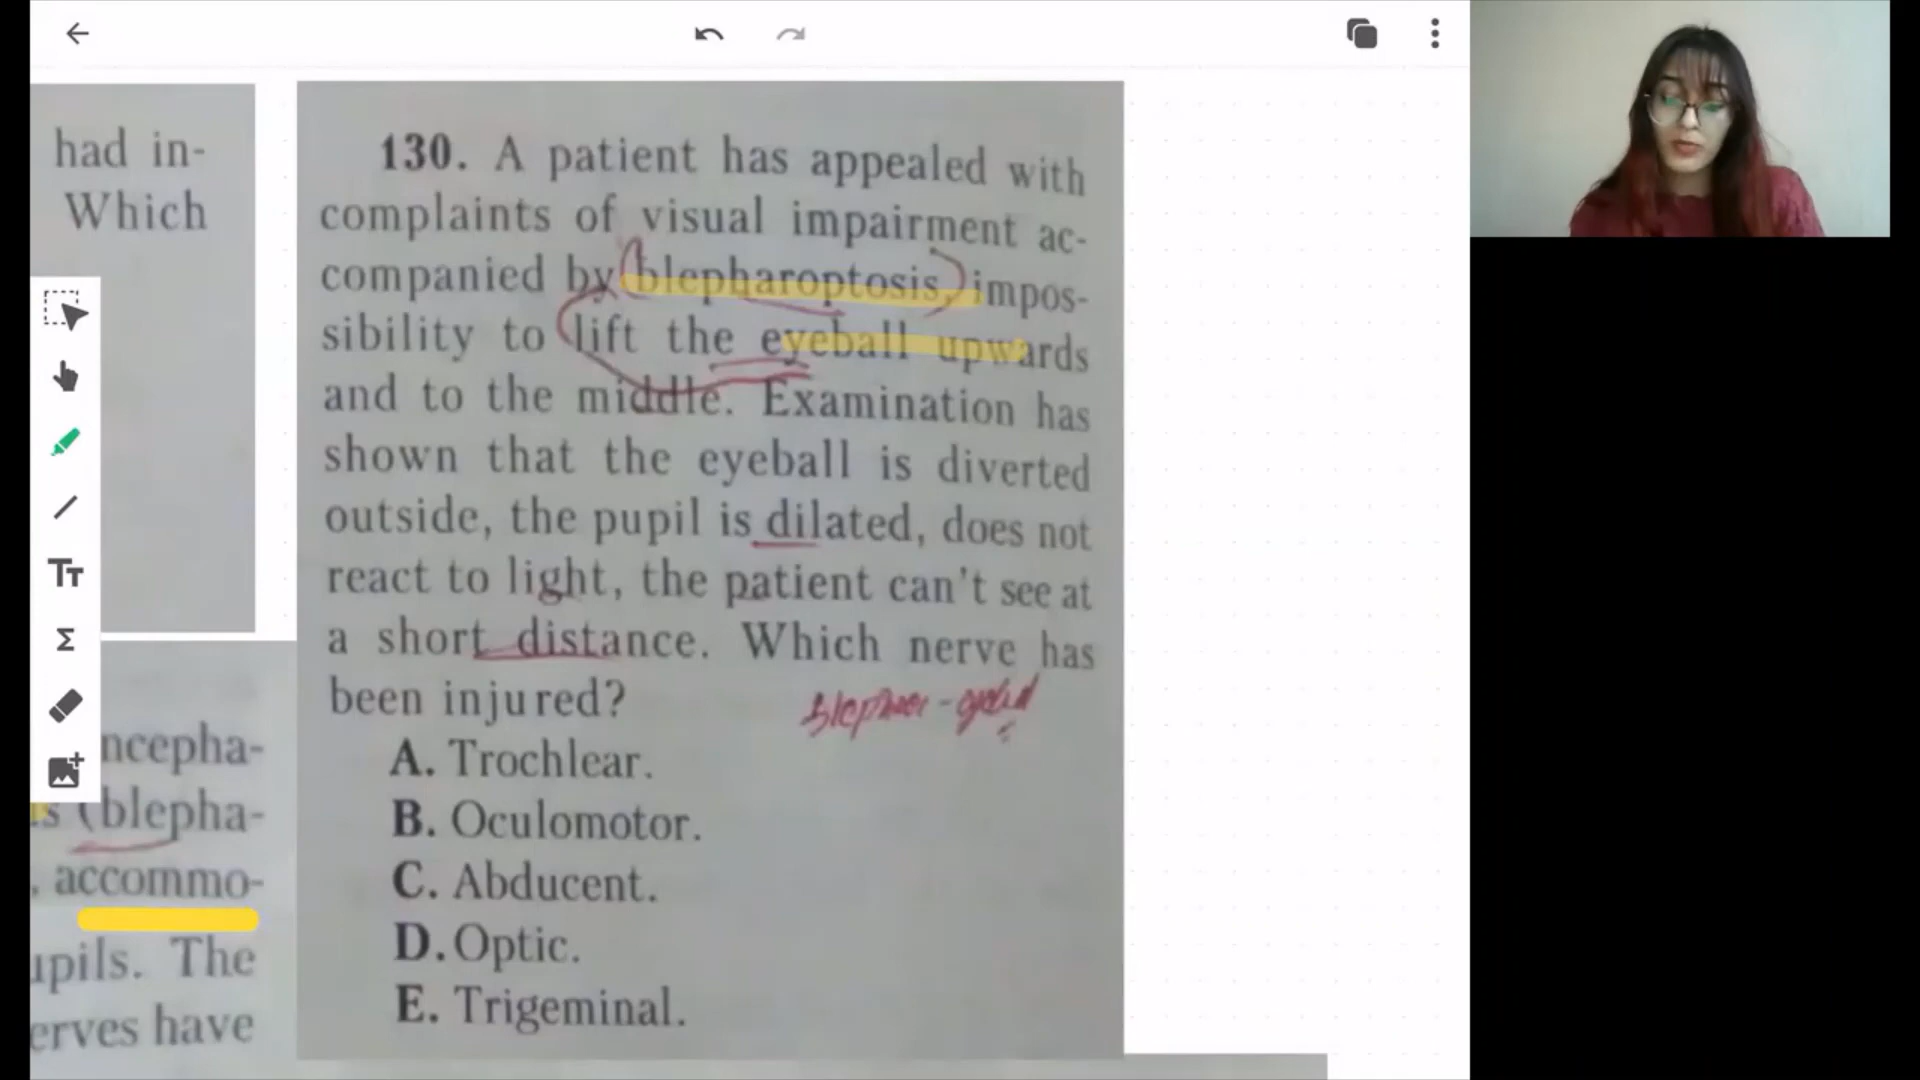 had in-
Which
130. A patient has appealed with
complaints of visual impairment ac-
companied by blepharoptosis, impos-
sibility to lift the eyeball upwards
and to the middle. Examination has
shown that the eyeball is diverted
outside, the pupil is dilated, does not
react to light, the patient can't see at
a short distance. Which nerve has
been injured?
blephar - eyelid
A. Trochlear.
B. Oculomotor.
C. Abducent.
D. Optic.
E. Trigeminal.
Tт
Σ
ncepha-
s (blepha-
, accommo-
upils. The
erves have